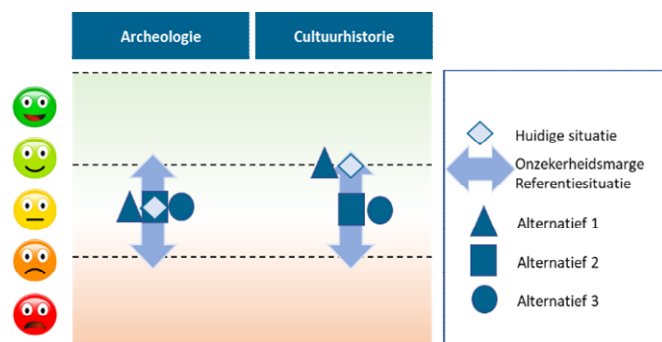 Archeologie
Cultuurhistorie
Huidige situatie
Onzekerheidsmarge
Referentiesituatie
Alternatief 1
Alternatief 2
Alternatief 3